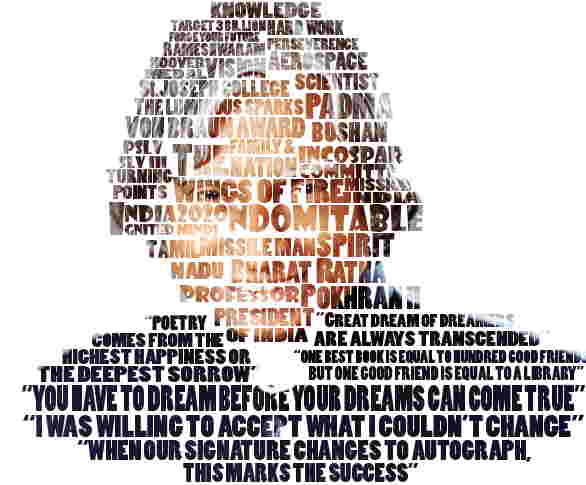 KNOWLEDGE
TARGET 3 BILLION HARD WORK
FORGE YOUR FUTURE PERSEVERENCE
RAMESHWARAM AEROSPACE
HOOVER MEDAL VISION
ST. JOSEPH COLLEGE SCIENTIST
THE LUMINOUS SPARKS PADMA
VON BRAUN AWARD BUSHAN
PSLV THE FAMILY & INCOSPAR
SLV III NATION COMMITTE
TURNING
POINTS WINGS OF FIRE MISSION INDIA
INDIA 2020 INDOMITABLE
IGNITED MINDS
TAMIL MISSILE MAN SPIRIT
NADU BHARAT RATNA
PROFESSOR POKHRAN II
PRESIDENT
OF INDIA
"POETRY
COMES FROM THE
HIGHEST HAPPINESS OR
THE DEEPEST SORROW"
"GREAT DREAM OF DREAMERS
ARE ALWAYS TRANSCENDED"
"ONE BEST BOOK IS EQUAL TO HUNDRED GOOD FRIENDS
BUT ONE GOOD FRIEND IS EQUAL TO A LIBRARY"
"YOU HAVE TO DREAM BEFORE YOUR DREAMS CAN COME TRUE"
"I WAS WILLING TO ACCEPT WHAT I COULDN'T CHANGE"
"WHEN OUR SIGNATURE CHANGES TO AUTOGRAPH,
THIS MARKS THE SUCCESS"